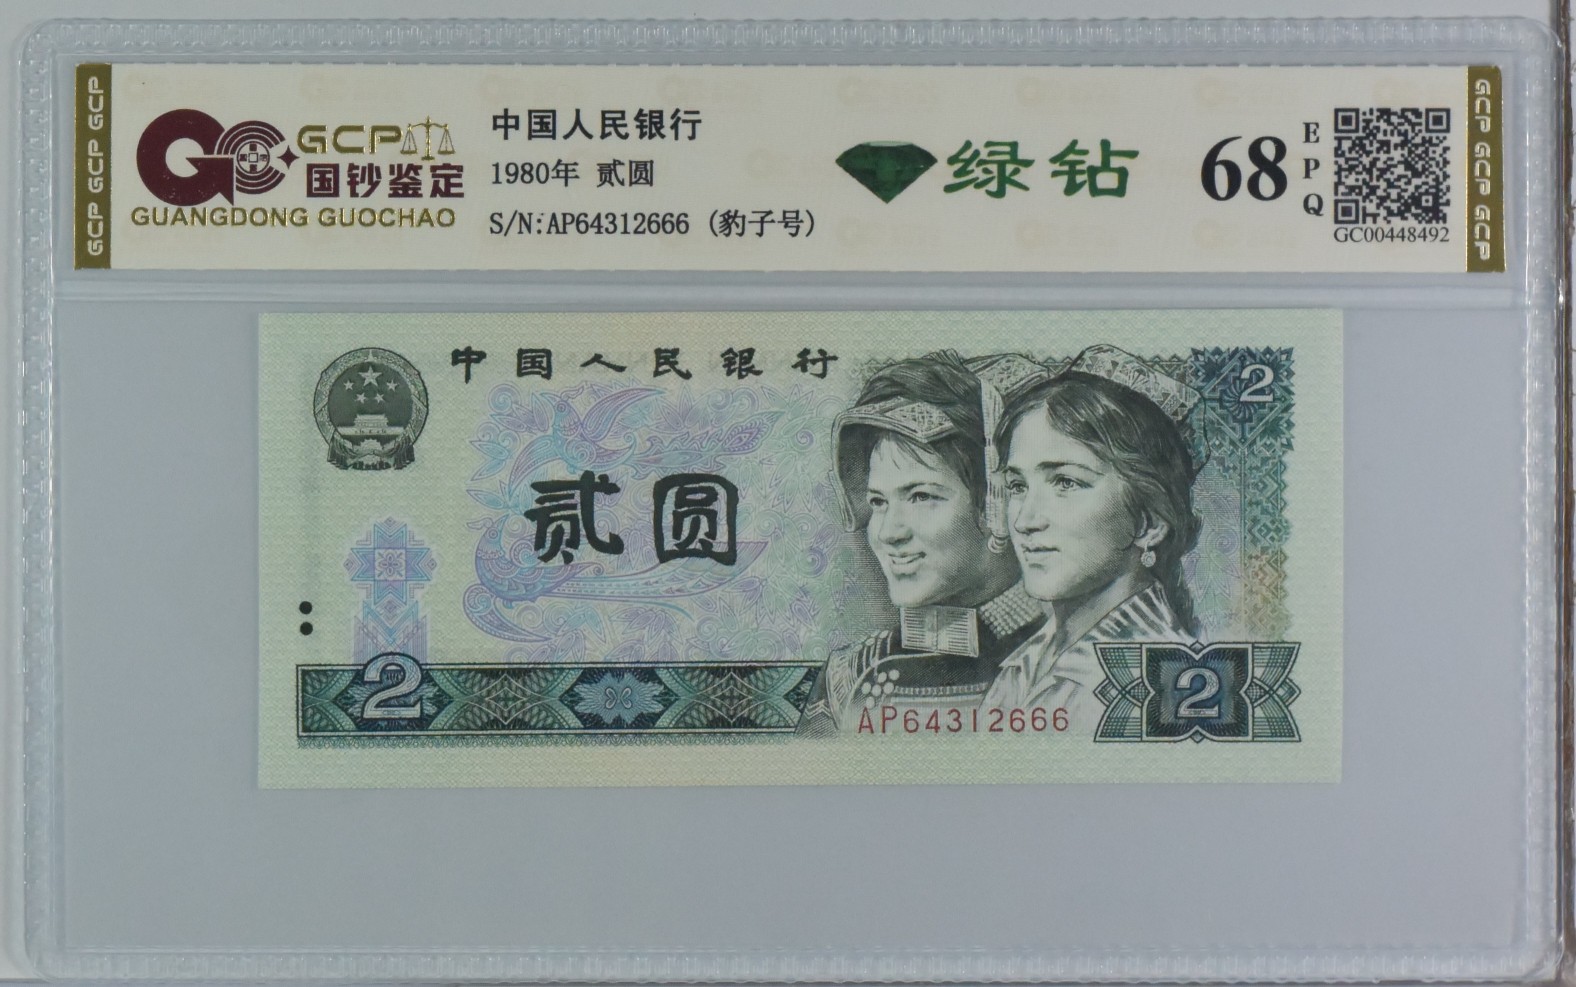 GCP GCP GCP
GCP
国钞鉴定
GUANGDONG GUOCHAO
中国人民银行
1980年 贰圆
S/N:AP64312666 (豹子号)
绿钻
68
EPQ
GC00448492
GCP GCP GCP
中国人民银行
2
贰圆
2
AP64312666
2